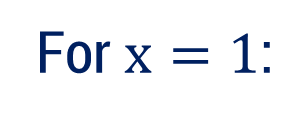 For x = 1: